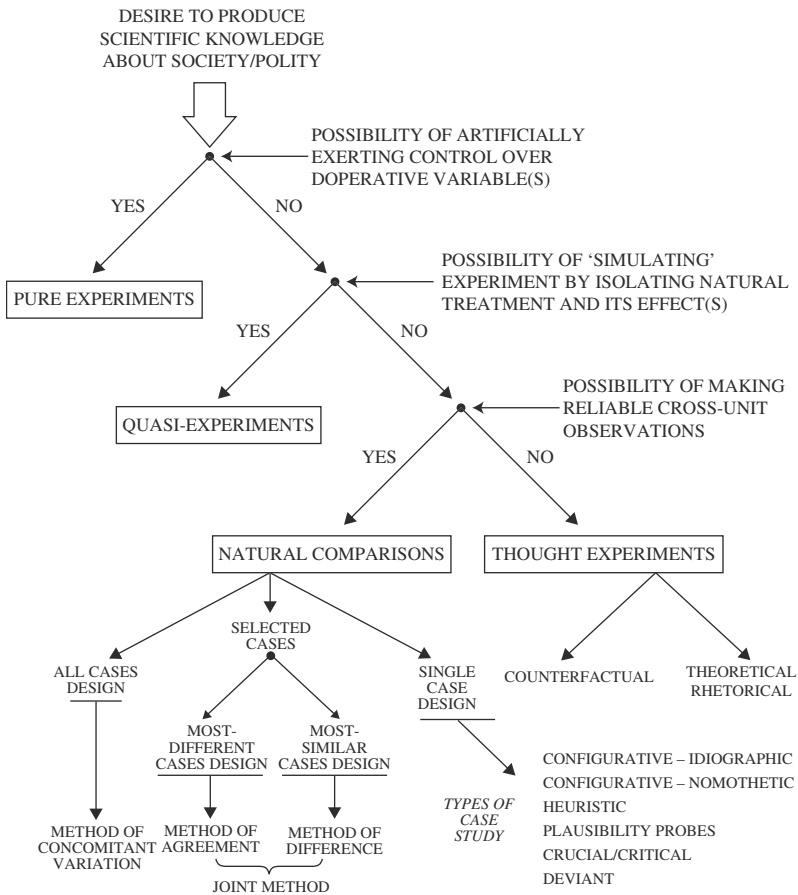 DESIRE TO PRODUCE
SCIENTIFIC KNOWLEDGE
ABOUT SOCIETY/POLITY
POSSIBILITY OF ARTIFICIALLY
EXERTING CONTROL OVER
DOPERATIVE VARIABLE(S)
YES
NO
PURE EXPERIMENTS
POSSIBILITY OF ‘SIMULATING’
EXPERIMENT BY ISOLATING NATURAL
TREATMENT AND ITS EFFECT(S)
YES
NO
QUASI-EXPERIMENTS
POSSIBILITY OF MAKING
RELIABLE CROSS-UNIT
OBSERVATIONS
YES
NO
NATURAL COMPARISONS
THOUGHT EXPERIMENTS
ALL CASES
DESIGN
SELECTED
CASES
SINGLE
CASE
DESIGN
COUNTERFACTUAL
THEORETICAL
RHETORICAL
MOST-
DIFFERENT
CASES DESIGN
MOST-
SIMILAR
CASES DESIGN
METHOD OF
CONCOMITANT
VARIATION
METHOD OF
AGREEMENT
METHOD OF
DIFFERENCE
JOINT METHOD
TYPES OF
CASE
STUDY
CONFIGURATIVE – IDIOGRAPHIC
CONFIGURATIVE – NOMOTHETIC
HEURISTIC
PLAUSIBILITY PROBES
CRUCIAL/CRITICAL
DEVIANT